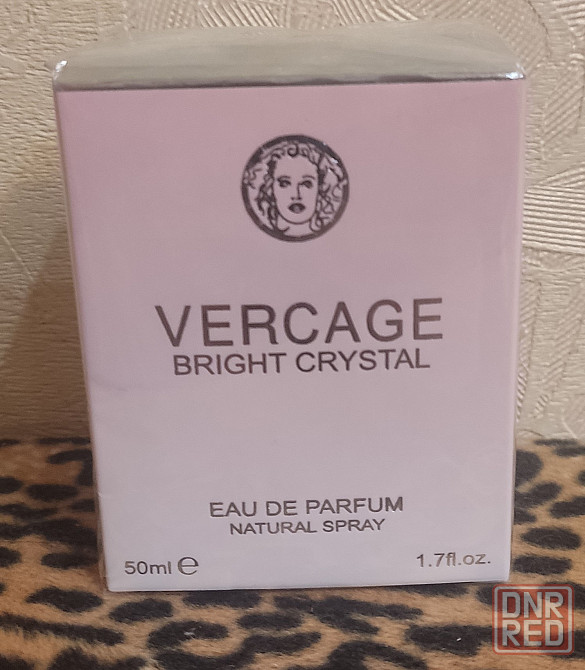 VERCAGE
BRIGHT CRYSTAL
EAU DE PARFUM
NATURAL SPRAY
50ml ℮
1.7fl.oz.
DNR
RED